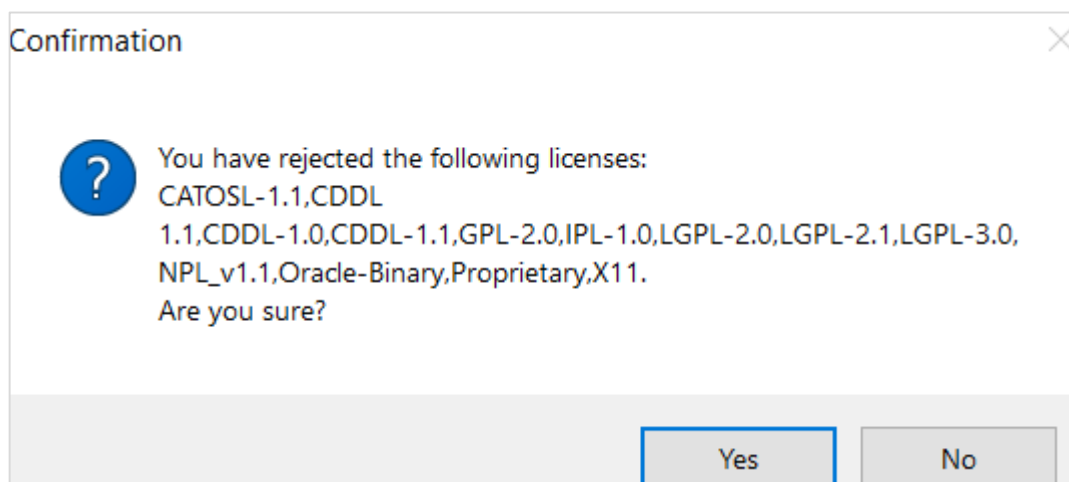 Confirmation
You have rejected the following licenses:
CATOSL-1.1,CDDL
1.1,CDDL-1.0,CDDL-1.1,GPL-2.0,IPL-1.0,LGPL-2.0,LGPL-2.1,LGPL-3.0,
NPL_v1.1,Oracle-Binary,Proprietary,X11.
Are you sure?
Yes
No